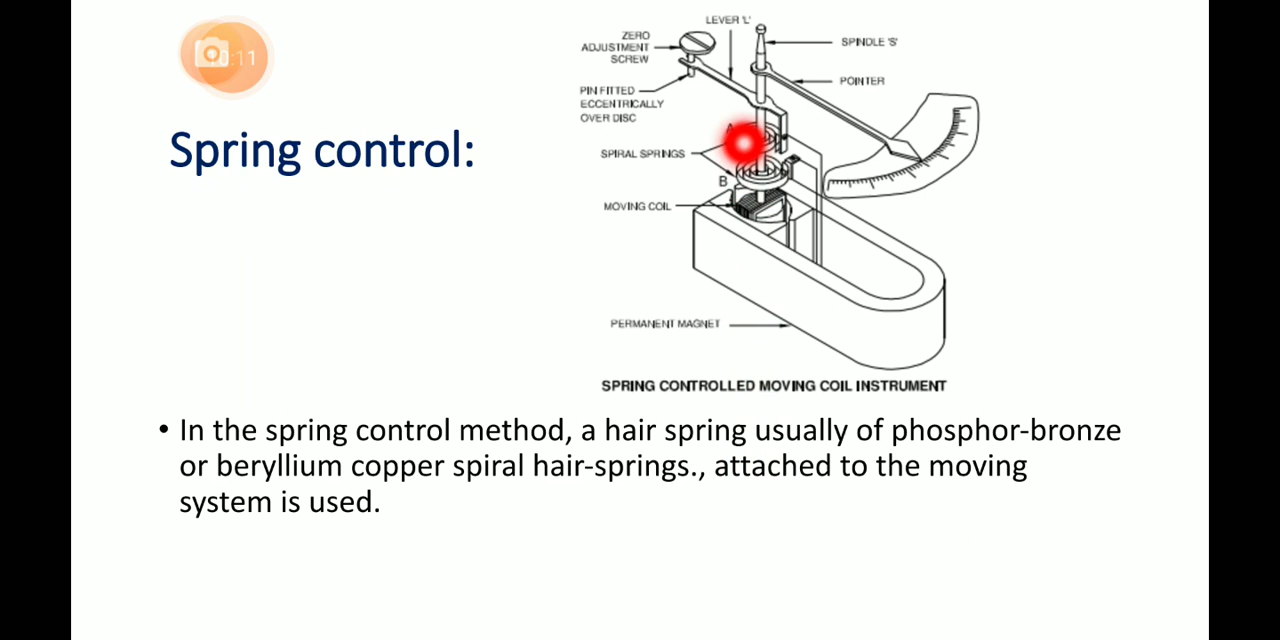 Spring control:
LEVER 'L'
ZERO
ADJUSTMENT
SCREW
SPINDLE 'S'
POINTER
PIN FITTED
ECCENTRICALLY
OVER DISC
SPIRAL SPRINGS
B
MOVING COIL
PERMANENT MAGNET
SPRING CONTROLLED MOVING COIL INSTRUMENT
• In the spring control method, a hair spring usually of phosphor-bronze
or beryllium copper spiral hair-springs., attached to the moving
system is used.